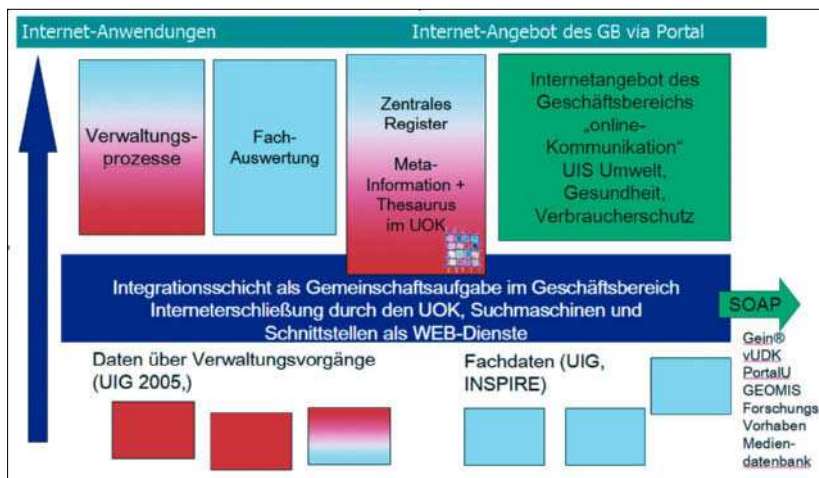 Internet-Anwendungen
Internet-Angebot des GB via Portal
Verwaltungs-
prozesse
Fach-
Auswertung
Zentrales
Register
Meta-
Information +
Thesaurus
im UOK
Internetangebot des
Geschäftsbereichs
„online-
Kommunikation“
UIS Umwelt,
Gesundheit,
Verbraucherschutz
Integrationsschicht als Gemeinschaftsaufgabe im Geschäftsbereich
Interneterschließung durch den UOK, Suchmaschinen und
Schnittstellen als WEB-Dienste
SOAP
Daten über Verwaltungsvorgänge
(UIG 2005,)
Fachdaten (UIG,
INSPIRE)
Gein®
vUDK
PortalU
GEOMIS
Forschungs
Vorhaben
Medien-
datenbank